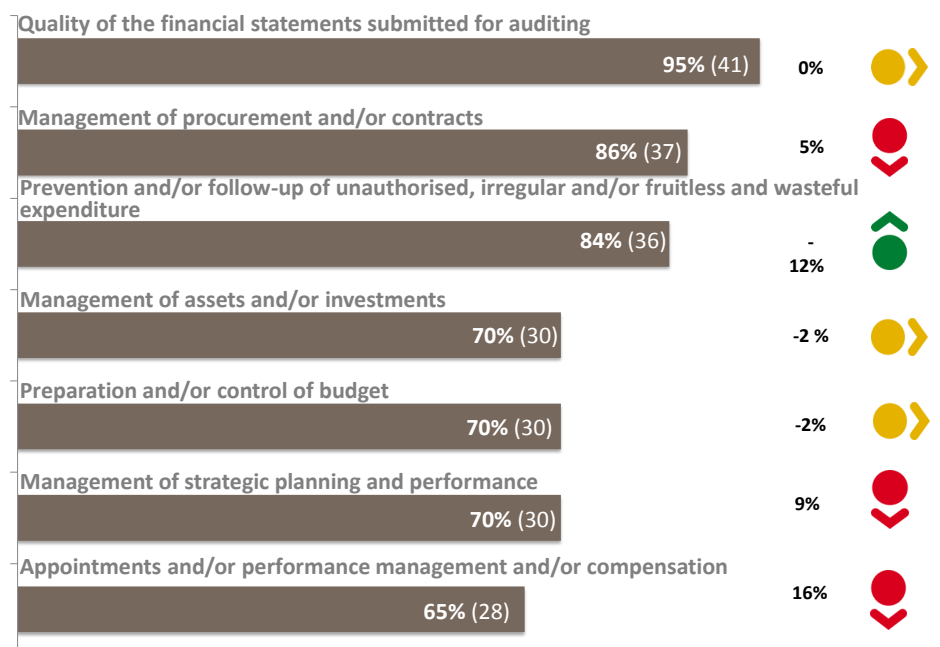 Quality of the financial statements submitted for auditing
95% (41)
0%
Management of procurement and/or contracts
86% (37)
5%
Prevention and/or follow-up of unauthorised, irregular and/or fruitless and wasteful
expenditure
84% (36)
-
12%
Management of assets and/or investments
70% (30)
-2 %
Preparation and/or control of budget
70% (30)
-2%
Management of strategic planning and performance
70% (30)
9%
Appointments and/or performance management and/or compensation
65% (28)
16%